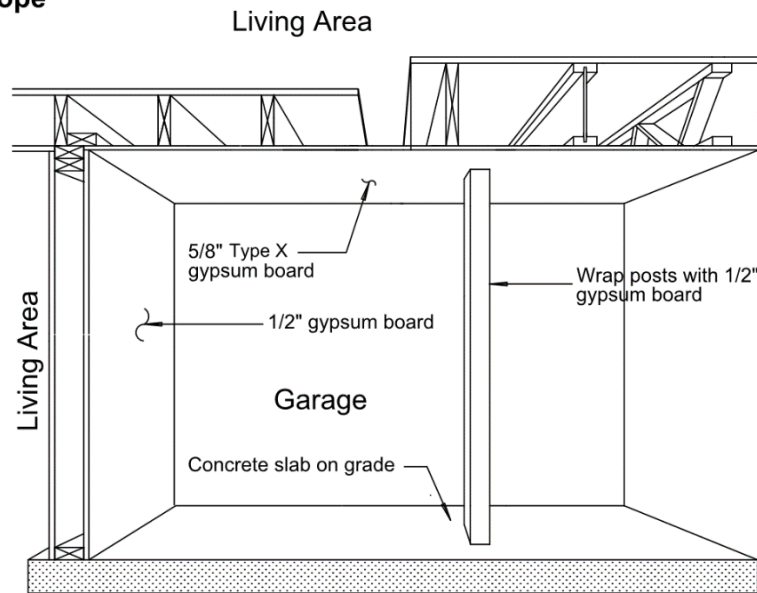 ope
Living Area
5/8" Type X
gypsum board
Wrap posts with 1/2"
gypsum board
1/2" gypsum board
Living Area
Garage
Concrete slab on grade